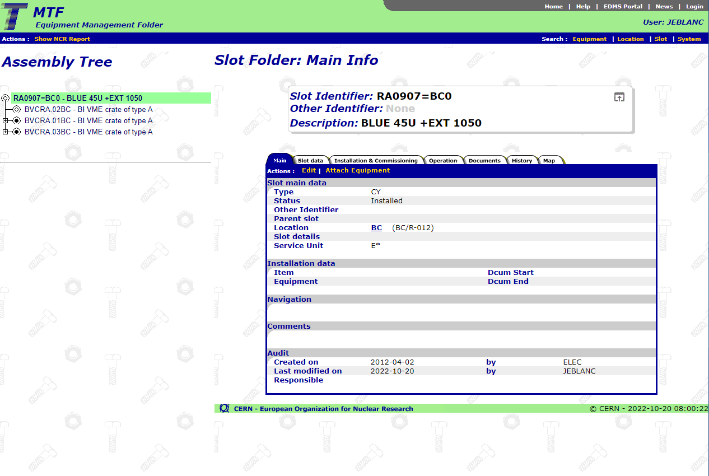 MTF
Equipment Management Folder
Home | Help | EDMS Portal | News | Login
User: JEBLANC
Actions : Show NCR Report
Search : Equipment | Location | Slot | System
Assembly Tree
RA0907=BC0 - BLUE 45U +EXT 1050
BVCRA.02BC - BI VME crate of type A
BVCRA.01BC - BI VME crate of type A
BVCRA.03BC - BI VME crate of type A
Slot Folder: Main Info
Slot Identifier: RA0907=BC0
Other Identifier: None
Description: BLUE 45U +EXT 1050
Main Slot data Installation & Commissioning Operation Documents History Map
Actions : Edit | Attach Equipment
Slot main data
Type CY
Status Installed
Other Identifier
Parent slot
Location BC (BC/R-012)
Slot details
Service Unit E**
Installation data
Item Dcum Start
Equipment Dcum End
Navigation
Comments
Audit
Created on 2012-04-02 by ELEC
Last modified on 2022-10-20 by JEBLANC
Responsible
CERN - European Organization for Nuclear Research
© CERN - 2022-10-20 08:00:22